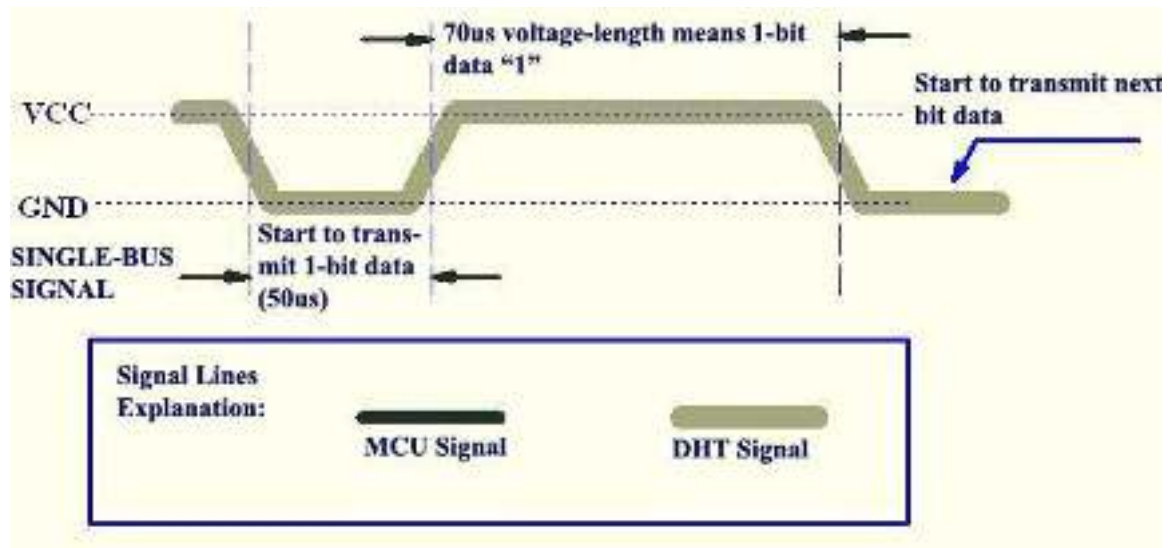 70us voltage-length means 1-bit
data “1”
Start to transmit next
bit data
VCC
GND
Start to trans-
mit 1-bit data
(50us)
SINGLE-BUS
SIGNAL
Signal Lines
Explanation:
MCU Signal
DHT Signal